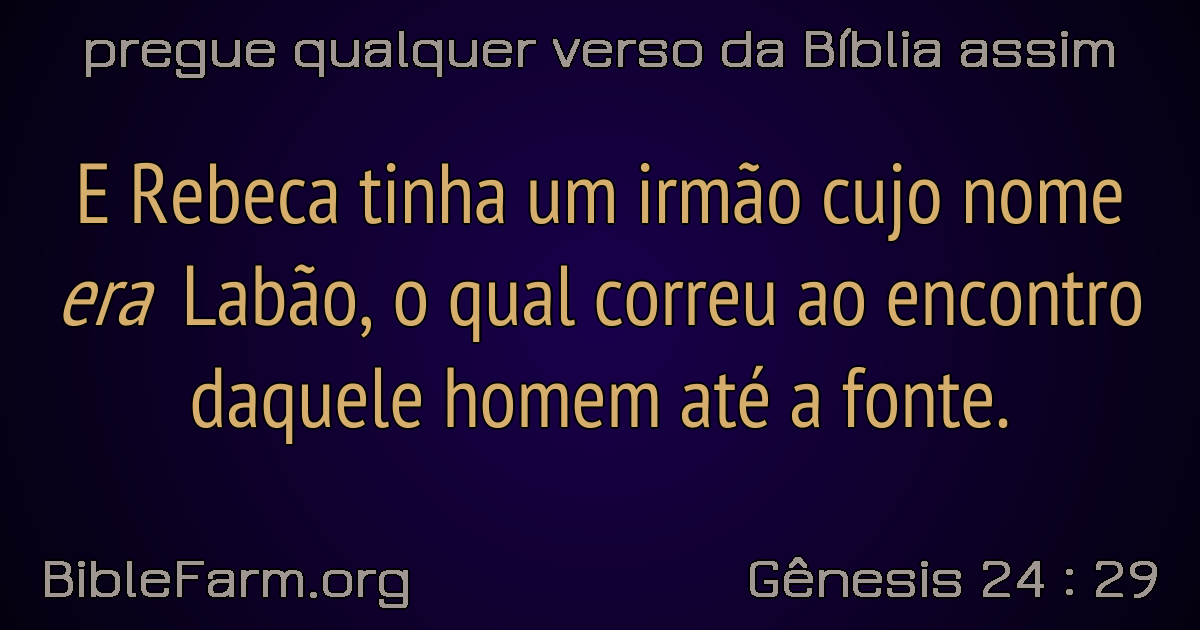 pregue qualquer verso da Bíblia assim
E Rebeca tinha um irmão cujo nome
era Labão, o qual correu ao encontro
daquele homem até a fonte.
BibleFarm.org
Gênesis 24 : 29